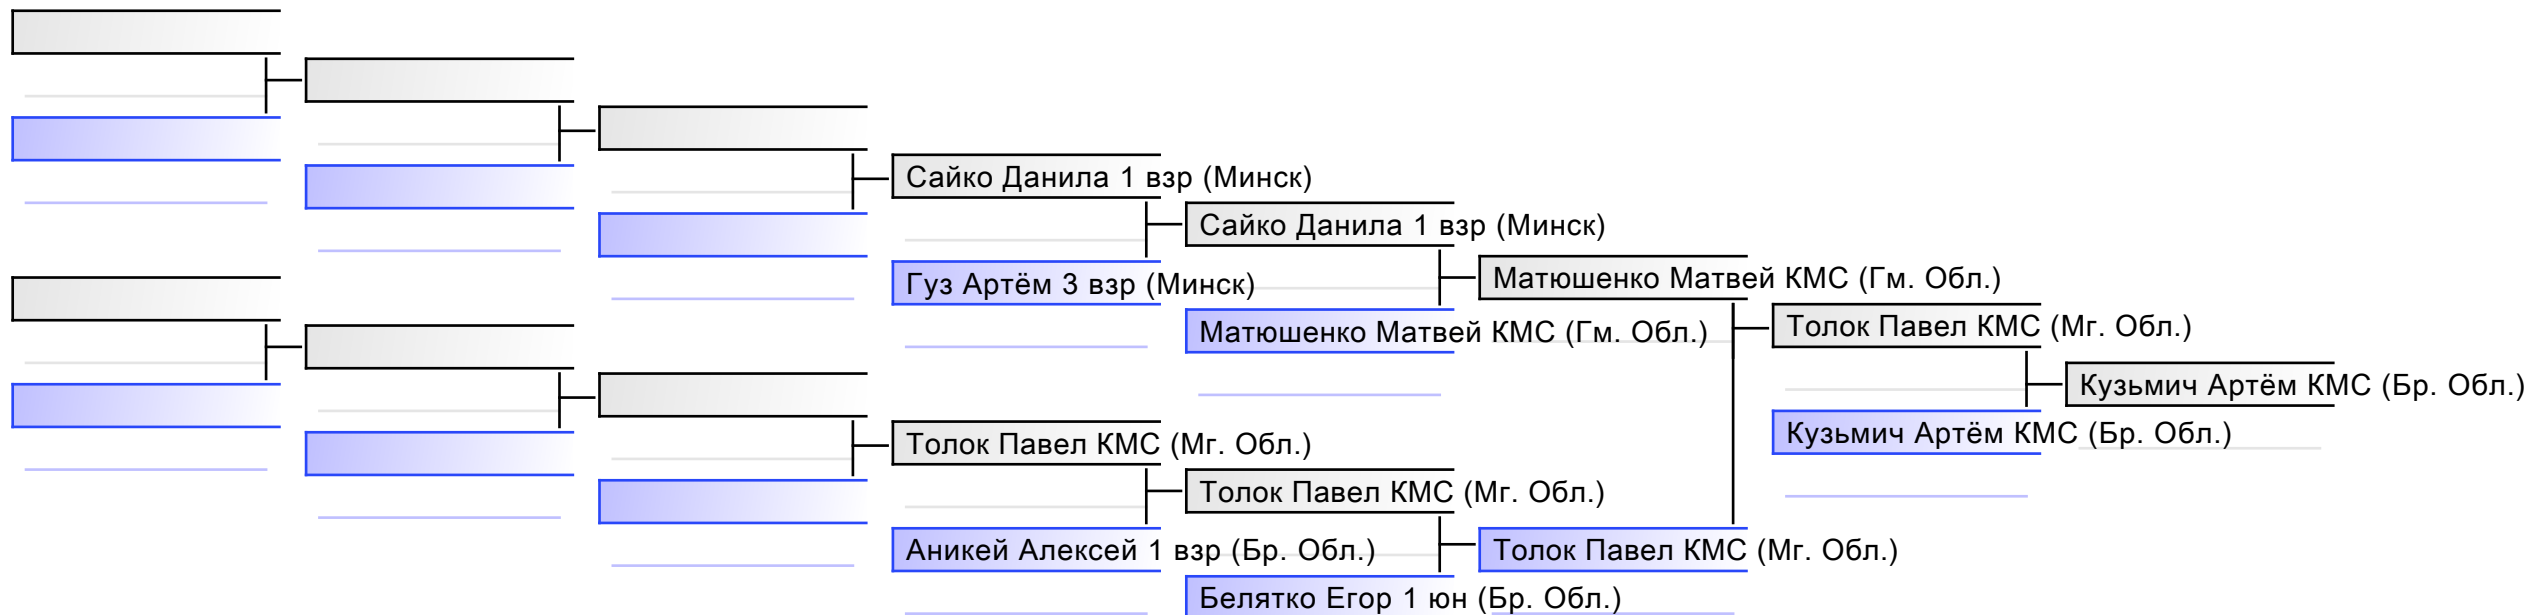 Сайко Данила 1 взр (Минск)
Сайко Данила 1 взр (Минск)
Гуз Артём 3 взр (Минск)
Матюшенко Матвей КМС (Гм. Обл.)
Матюшенко Матвей КМС (Гм. Обл.)
Толок Павел КМС (Мг. Обл.)
Кузьмич Артём КМС (Бр. Обл.)
Кузьмич Артём КМС (Бр. Обл.)
Толок Павел КМС (Мг. Обл.)
Толок Павел КМС (Мг. Обл.)
Аникей Алексей 1 взр (Бр. Обл.)
Толок Павел КМС (Мг. Обл.)
Белятко Егор 1 юн (Бр. Обл.)